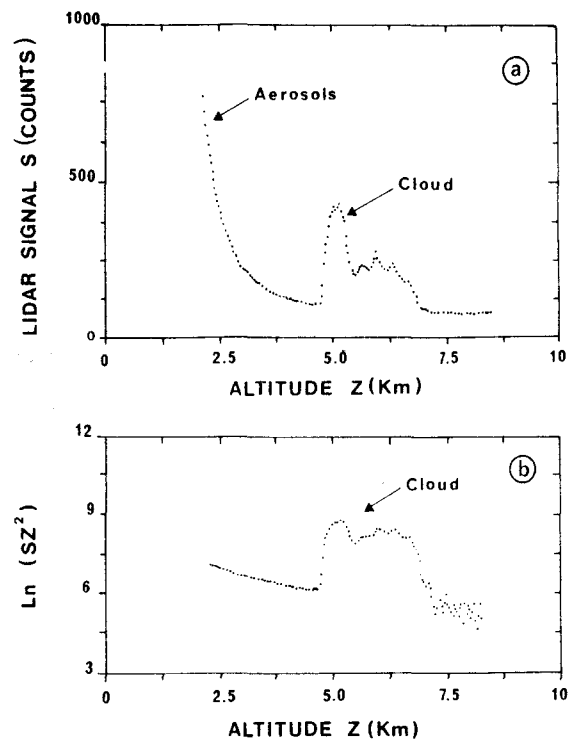 1000
LIDAR SIGNAL S (COUNTS)
a
Aerosols
500
Cloud
0
0
2.5
5.0
7.5
10
ALTITUDE Z(Km)
12
b
Cloud
9
Ln (SZ²)
6
3
0
2.5
5.0
7.5
10
ALTITUDE Z(Km)